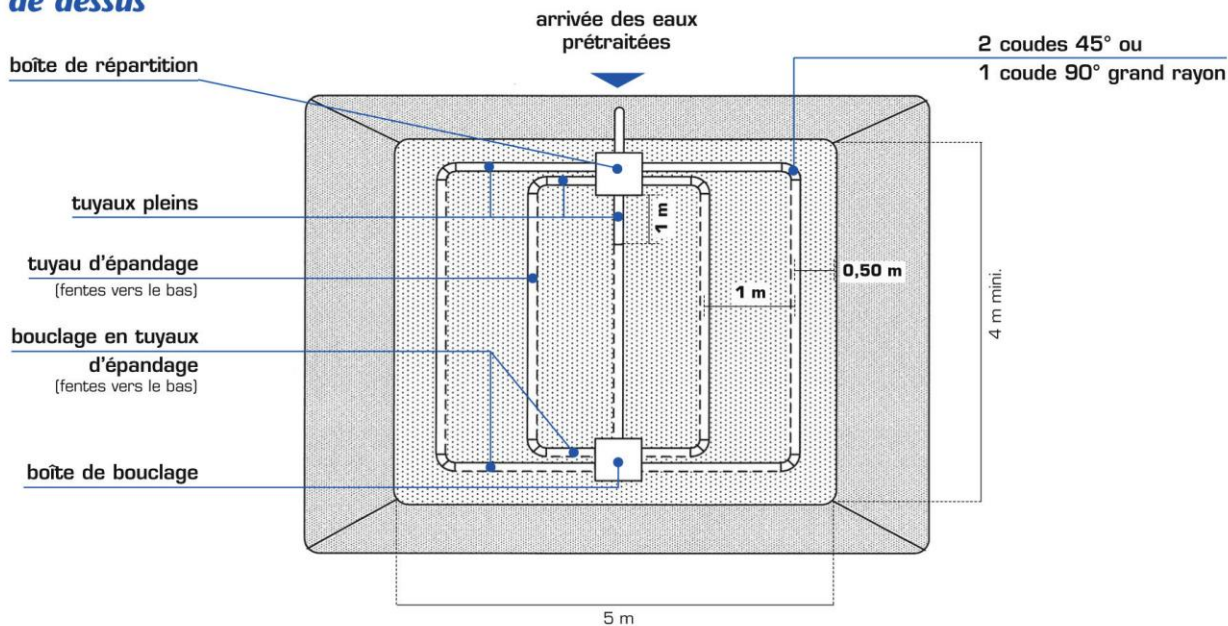 de dessus
arrivée des eaux
prétraitées
2 coudes 45° ou
1 coude 90° grand rayon
boîte de répartition
tuyaux pleins
1 m
tuyau d'épandage
(fentes vers le bas)
0,50 m
1 m
4 m mini.
bouclage en tuyaux
d'épandage
(fentes vers le bas)
boîte de bouclage
5 m